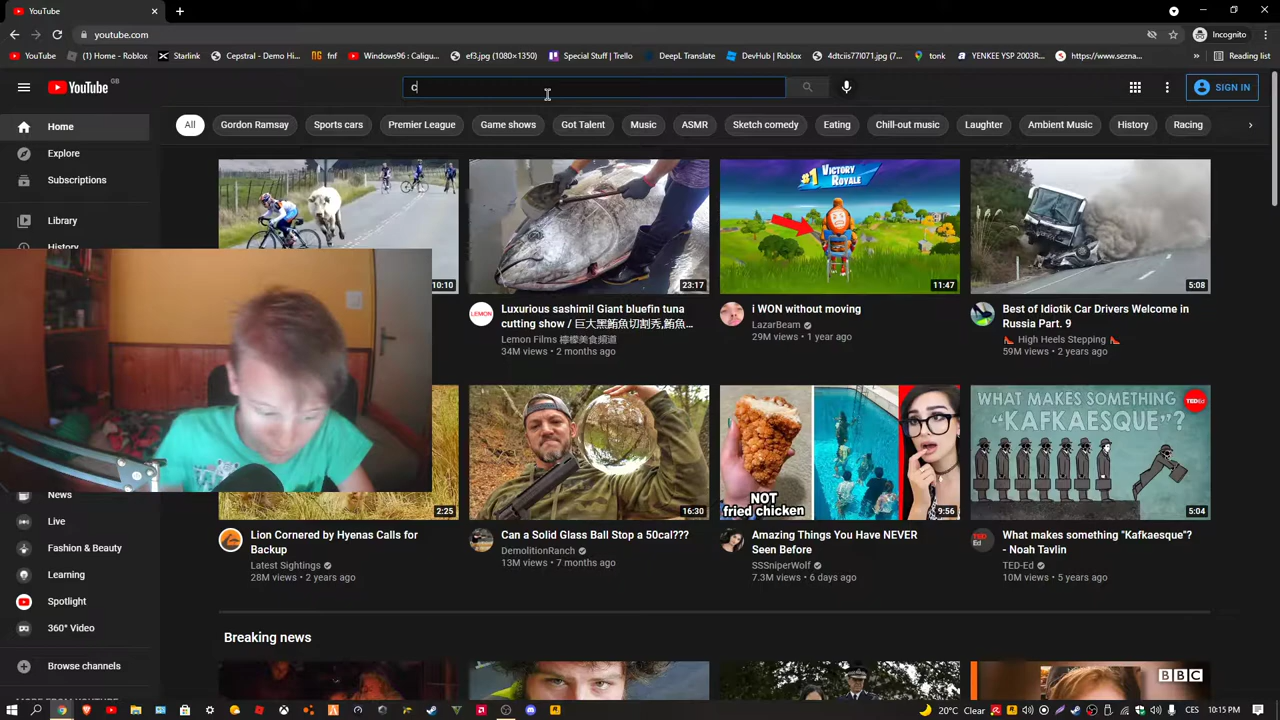 YouTube
youtube.com
Incognito
YouTube
(1) Home - Roblox
Starlink
Cepstral - Demo Hi...
fnf
Windows96 : Caligu...
ef3.jpg (1080×1350)
Special Stuff | Trello
DeepL Translate
DevHub | Roblox
4dtciis77l071.jpg (7...
tonk
YENKEE YSP 2003R...
https://www.sezna...
Reading list
YouTube GB
c
SIGN IN
All
Gordon Ramsay
Sports cars
Premier League
Game shows
Got Talent
Music
ASMR
Sketch comedy
Eating
Chill-out music
Laughter
Ambient Music
History
Racing
Home
Explore
Subscriptions
Library
History
News
Live
Fashion & Beauty
Learning
Spotlight
360° Video
Browse channels
MORE FROM YOUTUBE
10:10
23:17
#1 VICTORY ROYALE
11:47
5:08
LEMON
Luxurious sashimi! Giant bluefin tuna
cutting show / 巨大黑鮪魚切割秀,鮪魚...
Lemon Films 檸檬美食頻道
34M views • 2 months ago
i WON without moving
LazarBeam
29M views • 1 year ago
Best of Idiotik Car Drivers Welcome in
Russia Part. 9
👠 High Heels Stepping 👠
59M views • 2 years ago
2:25
16:30
NOT
fried chicken
9:56
WHAT MAKES SOMETHING
"KAFKAESQUE"?
TED Ed
5:04
Lion Cornered by Hyenas Calls for
Backup
Latest Sightings
28M views • 2 years ago
Can a Solid Glass Ball Stop a 50cal???
DemolitionRanch
13M views • 7 months ago
Amazing Things You Have NEVER
Seen Before
SSSniperWolf
7.3M views • 6 days ago
TED Ed
What makes something "Kafkaesque"?
- Noah Tavlin
TED-Ed
10M views • 5 years ago
Breaking news
BBC
20°C Clear
CES
10:15 PM